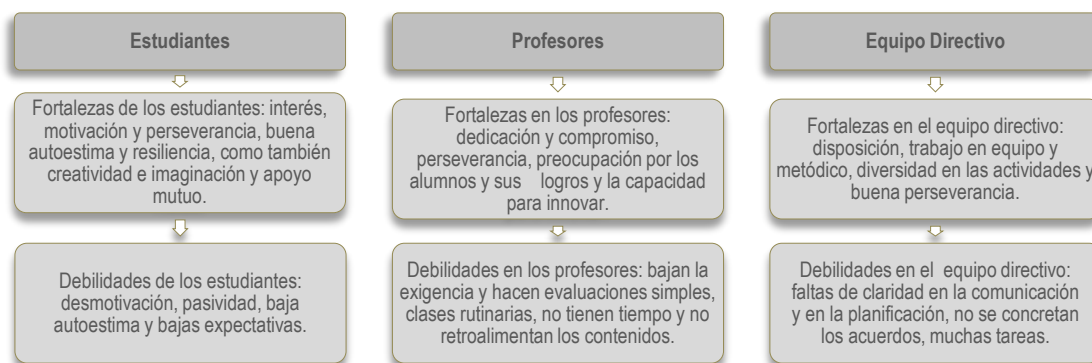 Estudiantes
Fortalezas de los estudiantes: interés,
motivación y perseverancia, buena
autoestima y resiliencia, como también
creatividad e imaginación y apoyo
mutuo.
Debilidades de los estudiantes:
desmotivación, pasividad, baja
autoestima y bajas expectativas.
Profesores
Fortalezas en los profesores:
dedicación y compromiso,
perseverancia, preocupación por los
alumnos y sus logros y la capacidad
para innovar.
Debilidades en los profesores: bajan la
exigencia y hacen evaluaciones simples,
clases rutinarias, no tienen tiempo y no
retroalimentan los contenidos.
Equipo Directivo
Fortalezas en el equipo directivo:
disposición, trabajo en equipo y
metódico, diversidad en las actividades y
buena perseverancia.
Debilidades en el equipo directivo:
faltas de claridad en la comunicación
y en la planificación, no se concretan
los acuerdos, muchas tareas.